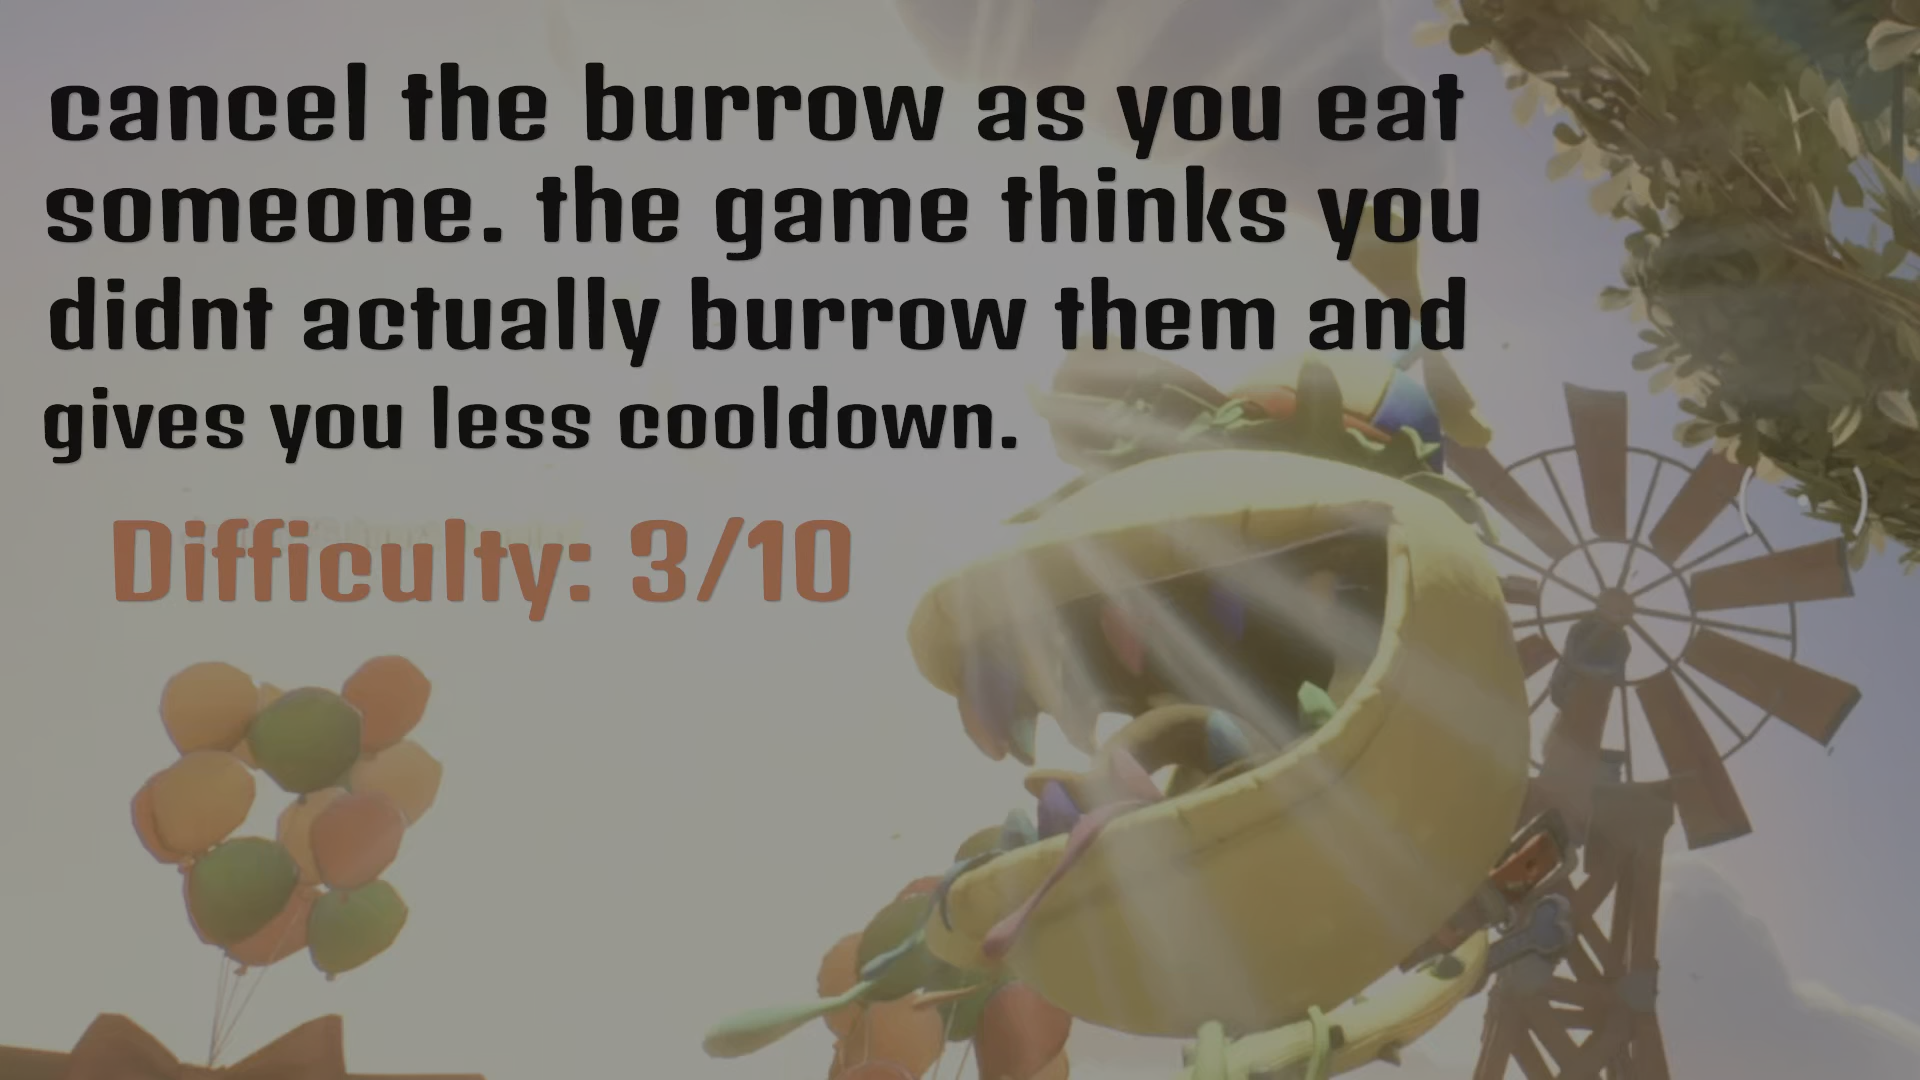 cancel the burrow as you eat
someone. the game thinks you
didnt actually burrow them and
gives you less cooldown.
Difficulty: 3/10